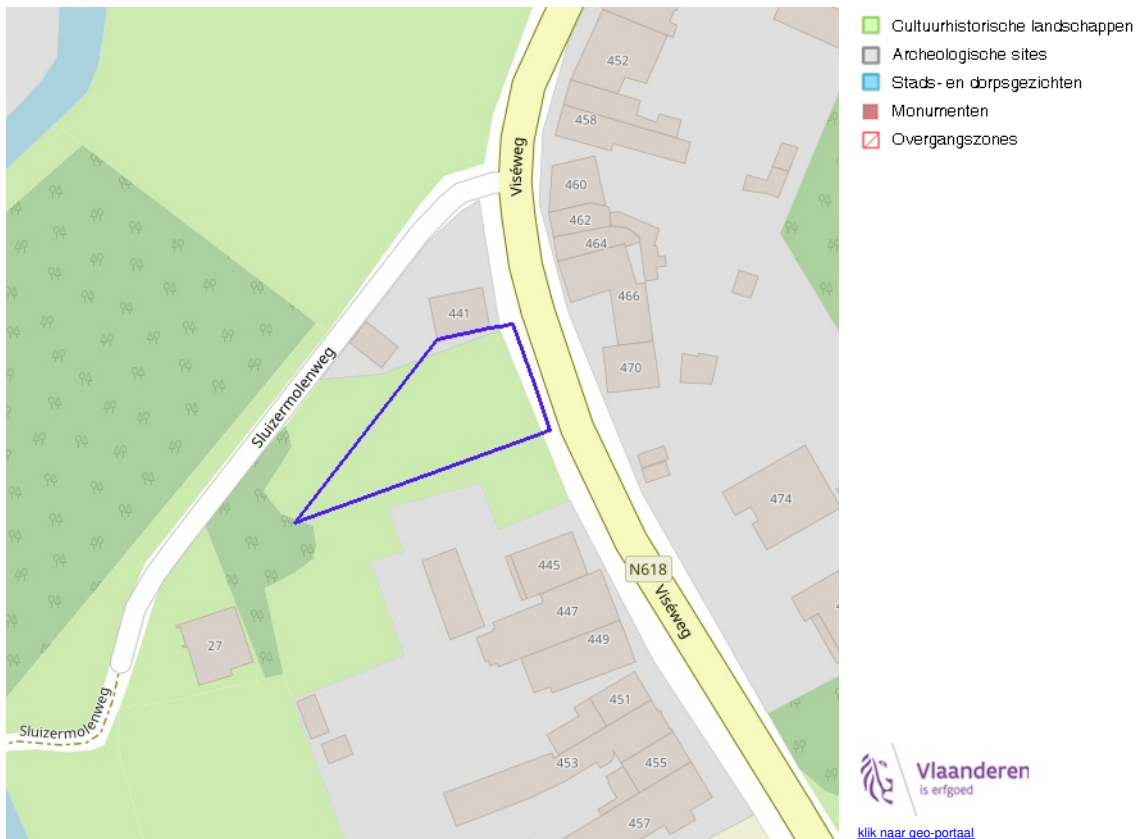 452
458
Viséweg
460
462
464
466
441
470
Sluizermolenweg
474
445
N618
447
Viséweg
449
27
451
Sluizermolenweg
453
455
457
Cultuurhistorische landschappen
Archeologische sites
Stads- en dorpsgezichten
Monumenten
Overgangszones
Vlaanderen
is erfgoed
klik naar geo-portaal